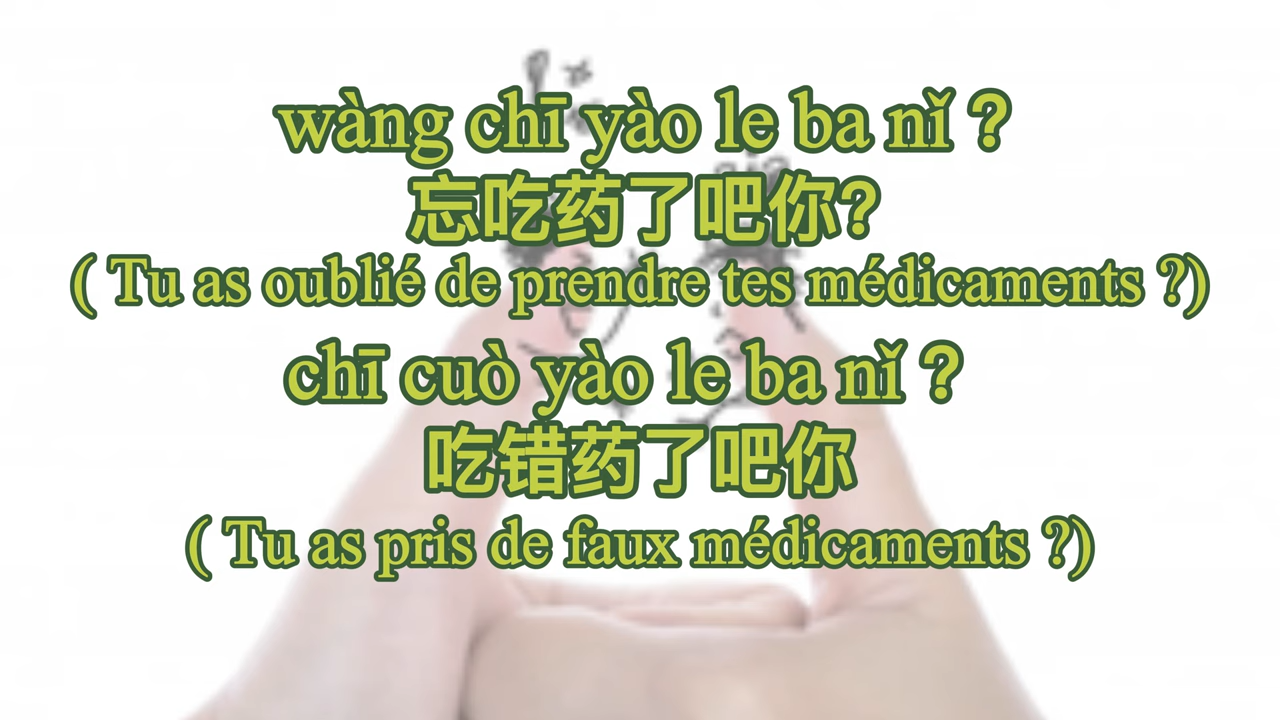 wàng chī yào le ba nǐ ?
忘吃药了吧你?
( Tu as oublié de prendre tes médicaments ?)
chī cuò yào le ba nǐ ?
吃错药了吧你
( Tu as pris de faux médicaments ?)